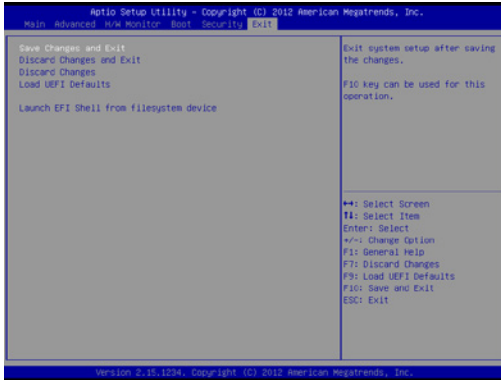 Aptio Setup Utility – Copyright (C) 2012 American Megatrends, Inc.
Main Advanced H/W Monitor Boot Security Exit
Save Changes and Exit
Discard Changes and Exit
Discard Changes
Load UEFI Defaults
Launch EFI Shell from filesystem device
Exit system setup after saving
the changes.
F10 key can be used for this
operation.
↔: Select Screen
↑↓: Select Item
Enter: Select
+/-: Change Option
F1: General Help
F7: Discard Changes
F9: Load UEFI Defaults
F10: Save and Exit
ESC: Exit
Version 2.15.1234. Copyright (C) 2012 American Megatrends, Inc.